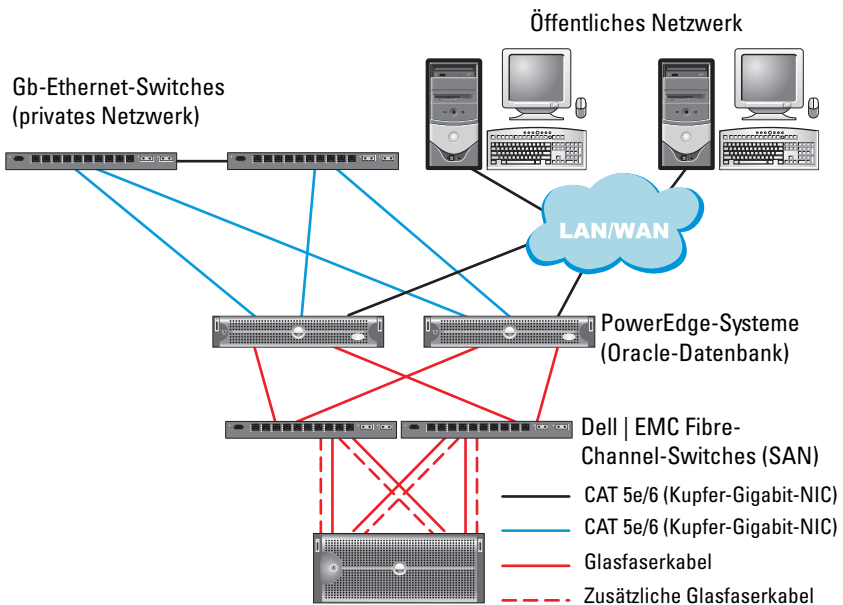 Öffentliches Netzwerk
Gb-Ethernet-Switches
(privates Netzwerk)
LAN/WAN
PowerEdge-Systeme
(Oracle-Datenbank)
Dell | EMC Fibre-
Channel-Switches (SAN)
CAT 5e/6 (Kupfer-Gigabit-NIC)
CAT 5e/6 (Kupfer-Gigabit-NIC)
Glasfaserkabel
Zusätzliche Glasfaserkabel